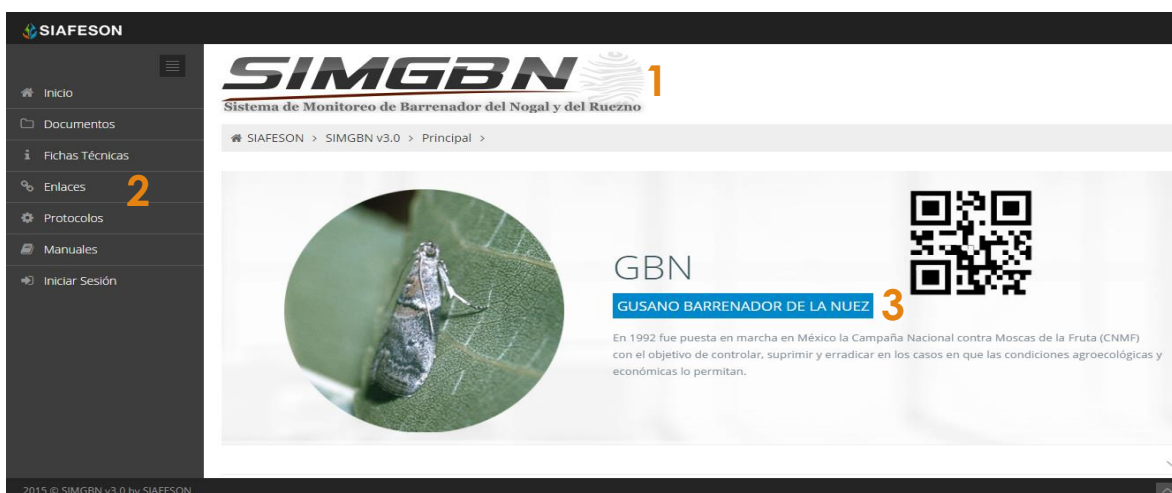 SIAFESON
SIMGBN
1
Sistema de Monitoreo de Barrenador del Nogal y del Ruezno
SIAFESON > SIMGBN v3.0 > Principal >
Inicio
Documentos
Fichas Técnicas
Enlaces
2
Protocolos
Manuales
Iniciar Sesión
GBN
GUSANO BARRENADOR DE LA NUEZ
3
En 1992 fue puesta en marcha en México la Campaña Nacional contra Moscas de la Fruta (CNMF)
con el objetivo de controlar, suprimir y erradicar en los casos en que las condiciones agroecológicas y
económicas lo permitan.
2015 © SIMGBN v3.0 by SIAFESON